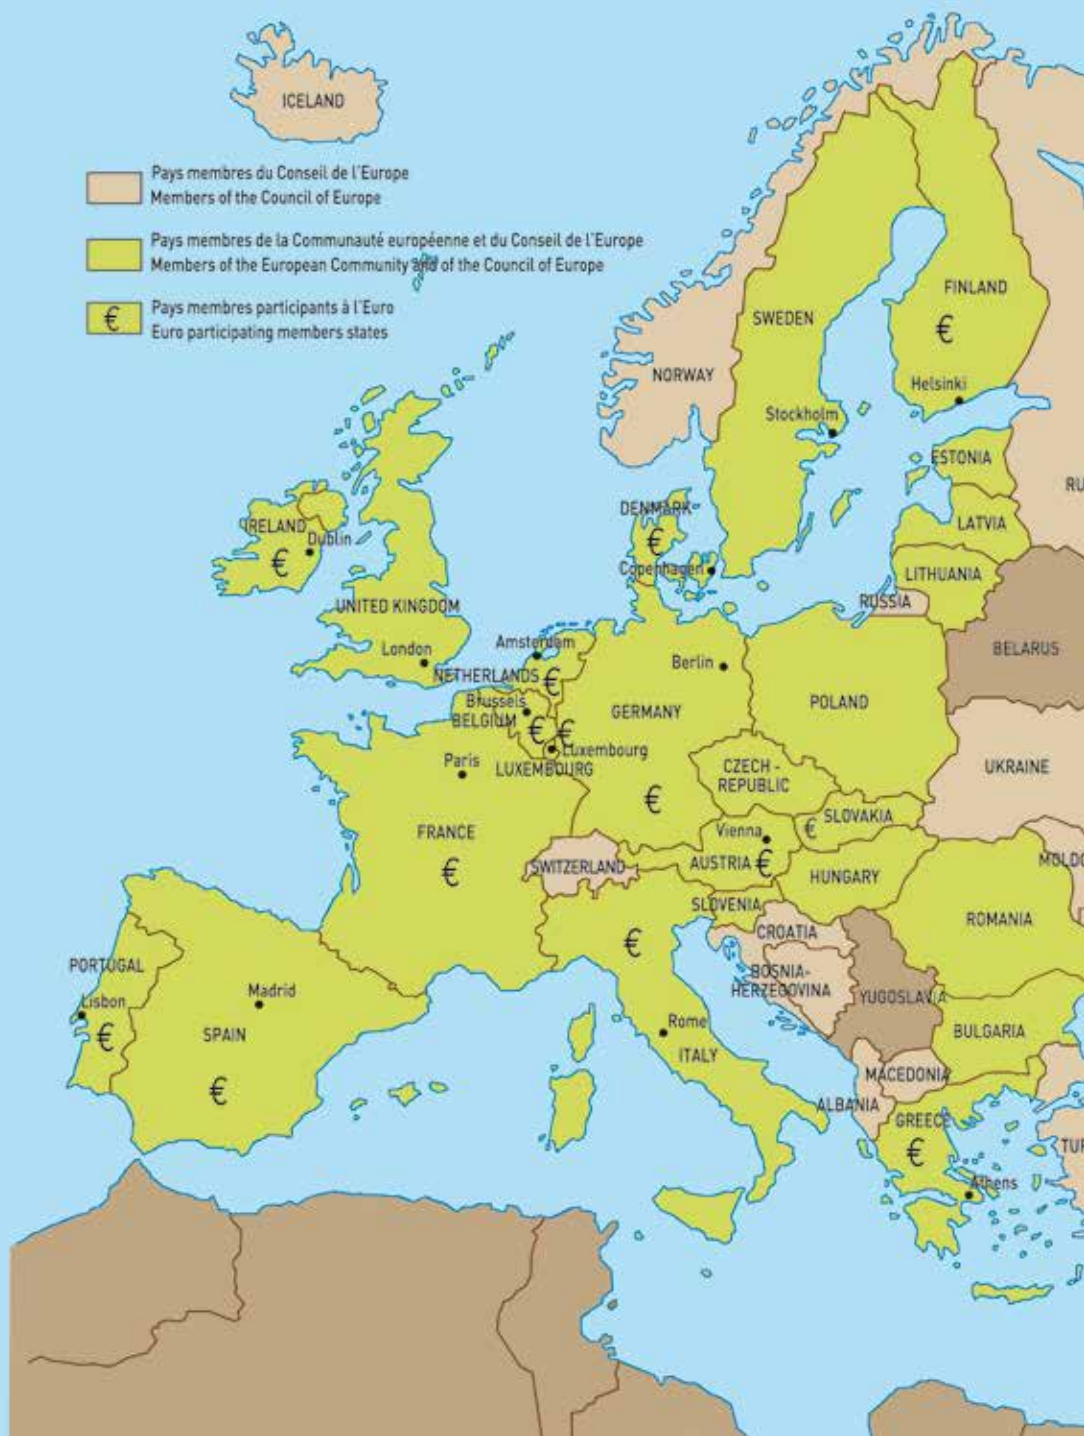 ICELAND
Pays membres du Conseil de l'Europe
Members of the Council of Europe
Pays membres de la Communauté européenne et du Conseil de l'Europe
Members of the European Community and of the Council of Europe
€
Pays membres participants à l'Euro
Euro participating members states
FINLAND
€
SWEDEN
NORWAY
Helsinki
Stockholm
ESTONIA
RU
DENMARK
€
LATVIA
IRELAND
Dublin
€
Copenhagen
LITHUANIA
RUSSIA
UNITED KINGDOM
London
Amsterdam
NETHERLANDS
€
Berlin
BELARUS
Brussels
BELGIUM
€
€
GERMANY
POLAND
Luxembourg
LUXEMBOURG
Paris
CZECH -
REPUBLIC
UKRAINE
€
FRANCE
€
Vienna
€
SLOVAKIA
SWITZERLAND
AUSTRIA
€
HUNGARY
MOLDO
SLOVENIA
ROMANIA
CROATIA
€
PORTUGAL
Lisbon
€
Madrid
SPAIN
€
BOSNIA-
HERZEGOVINA
YUGOSLAVIA
Rome
ITALY
BULGARIA
MACEDONIA
ALBANIA
GREECE
€
TUR
Athens